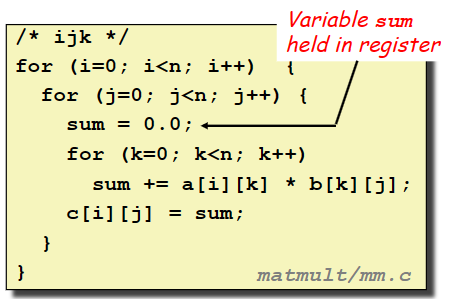 Variable sum
held in register
/* ijk */
for (i=0; i<n; i++)  {
  for (j=0; j<n; j++) {
    sum = 0.0;
    for (k=0; k<n; k++)
      sum += a[i][k] * b[k][j];
    c[i][j] = sum;
  }
}
matmult/mm.c